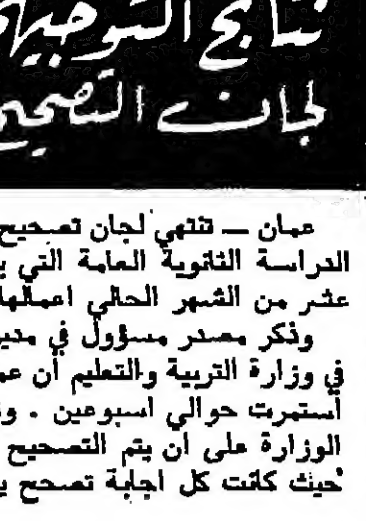 نتائج التوجيهي
لجان التصحيح
عمان — تنتهي لجان تصحيح
الدراسة الثانوية العامة التي
عشر من الشهر الحالي اعمالها
وذكر مصدر مسؤول في
في وزارة التربية والتعليم أن
أستمرت حوالي اسبوعين .
الوزارة على ان يتم التصحيح
حيث كانت كل اجابة تصحح